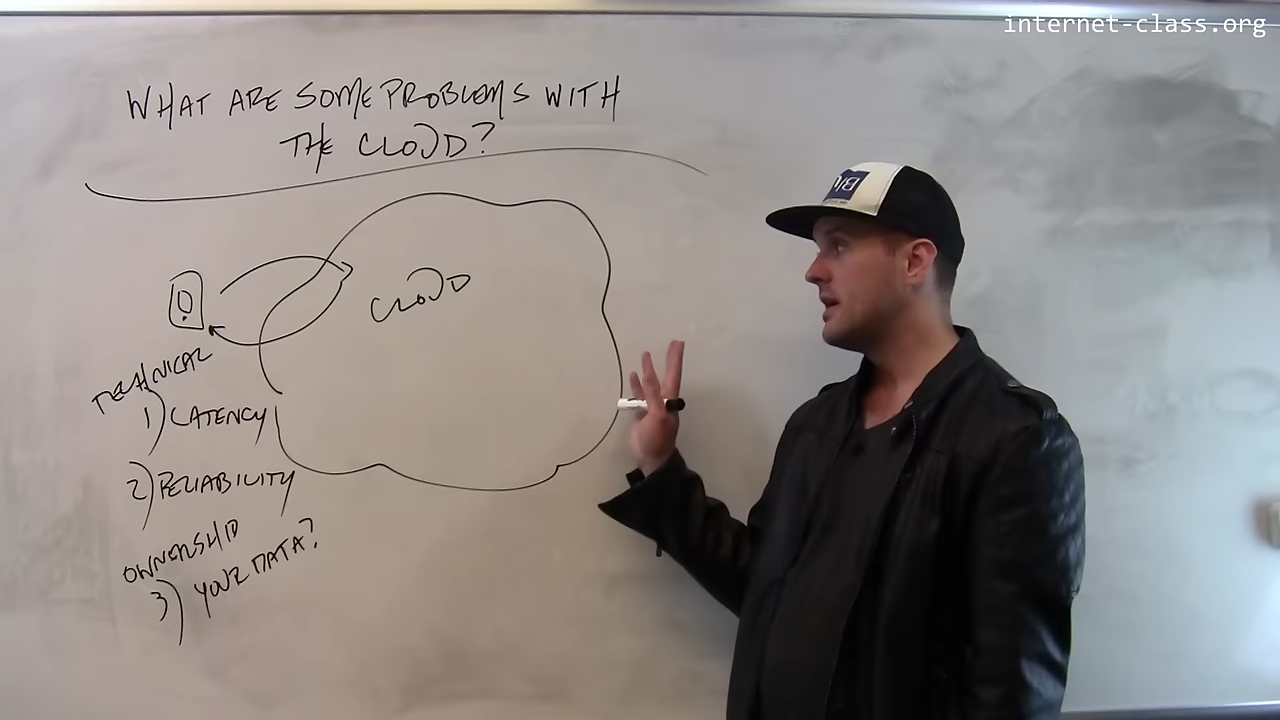 internet-class.org
WHAT ARE SOME PROBLEMS WITH
THE CLOUD?
CLOUD
TECHNICAL
1) LATENCY
2) RELIABILITY
OWNERSHIP
3) YOUR DATA?